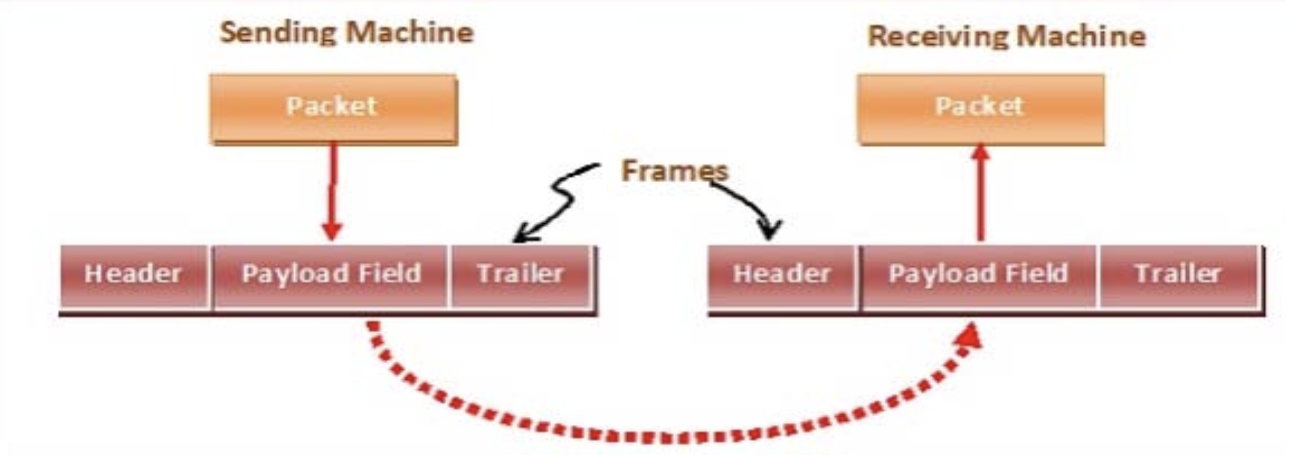 Sending Machine
Receiving Machine
Packet
Packet
Frames
Header
Payload Field
Trailer
Header
Payload Field
Trailer